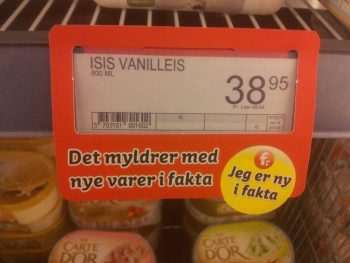 ISIS VANILLEIS
600 ML
38 95
Det myldrer med
nye varer i fakta
f.
Jeg er ny
i fakta
CARTE
D'OR
CARTE
D'OR